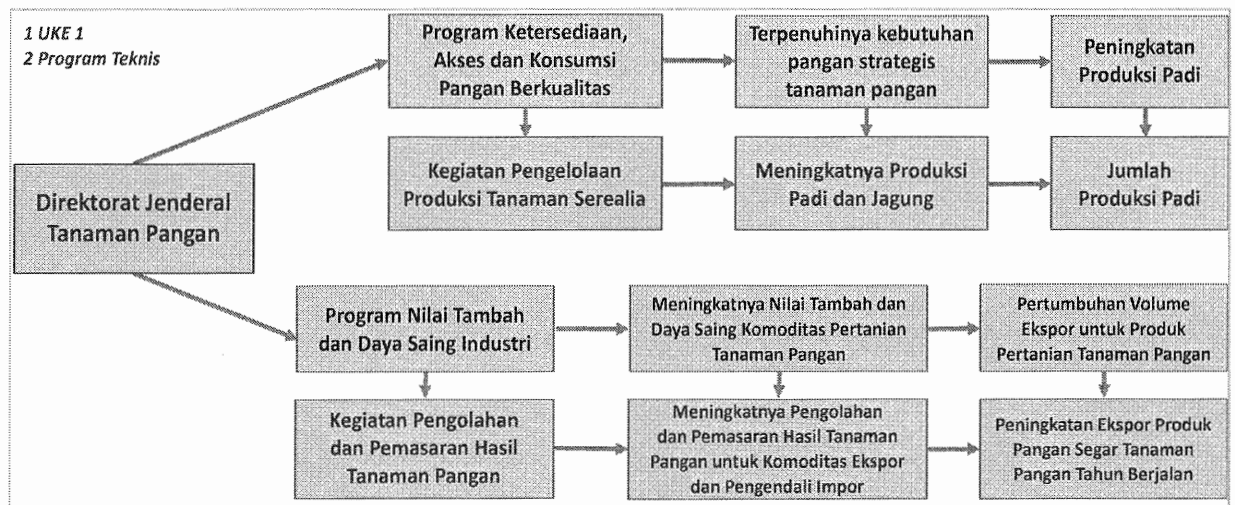 1 UKE 1
2 Program Teknis
Program Ketersediaan,
Akses dan Konsumsi
Pangan Berkualitas
Terpenuhinya kebutuhan
pangan strategis
tanaman pangan
Peningkatan
Produksi Padi
Kegiatan Pengelolaan
Produksi Tanaman Serealia
Meningkatnya Produksi
Padi dan Jagung
Jumlah
Produksi Padi
Direktorat Jenderal
Tanaman Pangan
Program Nilai Tambah
dan Daya Saing Industri
Meningkatnya Nilai Tambah dan
Daya Saing Komoditas Pertanian
Tanaman Pangan
Pertumbuhan Volume
Ekspor untuk Produk
Pertanian Tanaman Pangan
Kegiatan Pengolahan
dan Pemasaran Hasil
Tanaman Pangan
Meningkatnya Pengolahan
dan Pemasaran Hasil Tanaman
Pangan untuk Komoditas Ekspor
dan Pengendali Impor
Peningkatan Ekspor Produk
Pangan Segar Tanaman
Pangan Tahun Berjalan